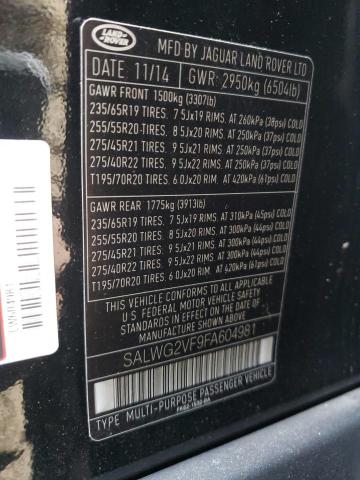 LAND-
ROVER
MFD BY JAGUAR LAND ROVER LTD
DATE 11/14 GWR: 2950kg (6504lb)
GAWR FRONT 1500kg (3307lb)
235/65R19 TIRES. 7.5Jx19 RIMS. AT 260kPa (38psi) COLD
255/55R20 TIRES. 8.5Jx20 RIMS. AT 250kPa (37psi) COLD
275/45R21 TIRES. 9.5Jx21 RIMS. AT 250kPa (37psi) COLD
275/40R22 TIRES. 9.5Jx22 RIMS. AT 250kPa (37psi) COLD
T195/70R20 TIRES. 6.0Jx20 RIM. AT 420kPa (61psi) COLD
GAWR REAR 1775kg (3913lb)
235/65R19 TIRES. 7.5Jx19 RIMS. AT 310kPa (45psi) COLD
255/55R20 TIRES. 8.5Jx20 RIMS. AT 300kPa (44psi) COLD
275/45R21 TIRES. 9.5Jx21 RIMS. AT 300kPa (44psi) COLD
275/40R22 TIRES. 9.5Jx22 RIMS. AT 300kPa (44psi) COLD
T195/70R20 TIRES. 6.0Jx20 RIM. AT 420kPa (61psi) COLD
THIS VEHICLE CONFORMS TO ALL APPLICABLE
U.S. FEDERAL MOTOR VEHICLE SAFETY STANDARDS
IN EFFECT ON THE DATE OF MANUFACTURE SHOWN ABOVE
SALWG2VF9FA604981
TYPE: MULTI-PURPOSE PASSENGER VEHICLE